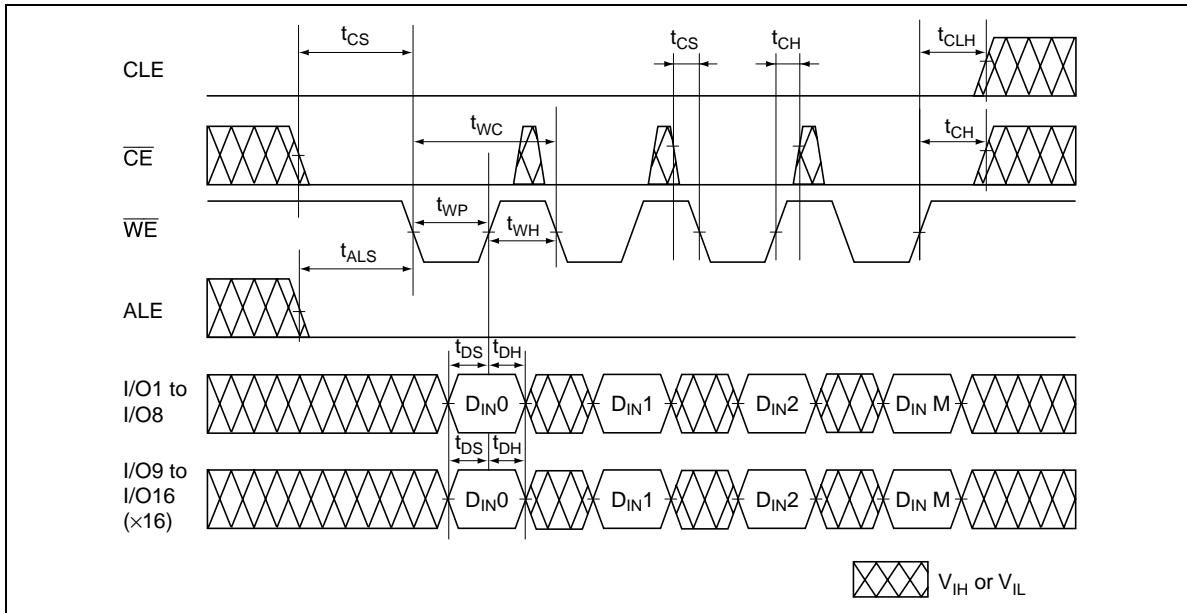 tCS tCS tCH tCLH
CLE
tWC tCH
CE
tWP tWH
WE
tALS
ALE
tDS tDH
I/O1 to
I/O8
DIN0 DIN1 DIN2 DIN M
tDS tDH
I/O9 to
I/O16
(×16)
DIN0 DIN1 DIN2 DIN M
VIH or VIL